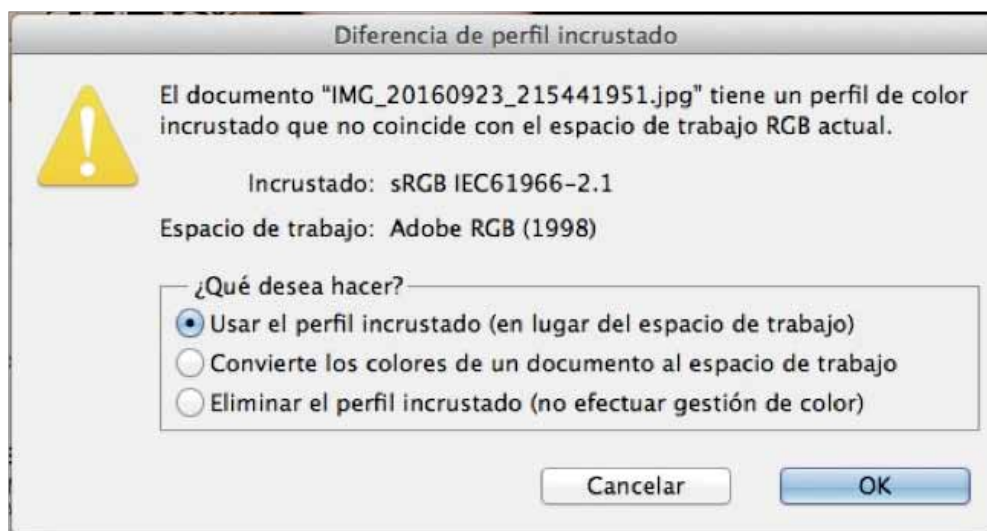 Diferencia de perfil incrustado
El documento "IMG_20160923_215441951.jpg" tiene un perfil de color
incrustado que no coincide con el espacio de trabajo RGB actual.
Incrustado: sRGB IEC61966-2.1
Espacio de trabajo: Adobe RGB (1998)
¿Qué desea hacer?
Usar el perfil incrustado (en lugar del espacio de trabajo)
Convierte los colores de un documento al espacio de trabajo
Eliminar el perfil incrustado (no efectuar gestión de color)
Cancelar OK